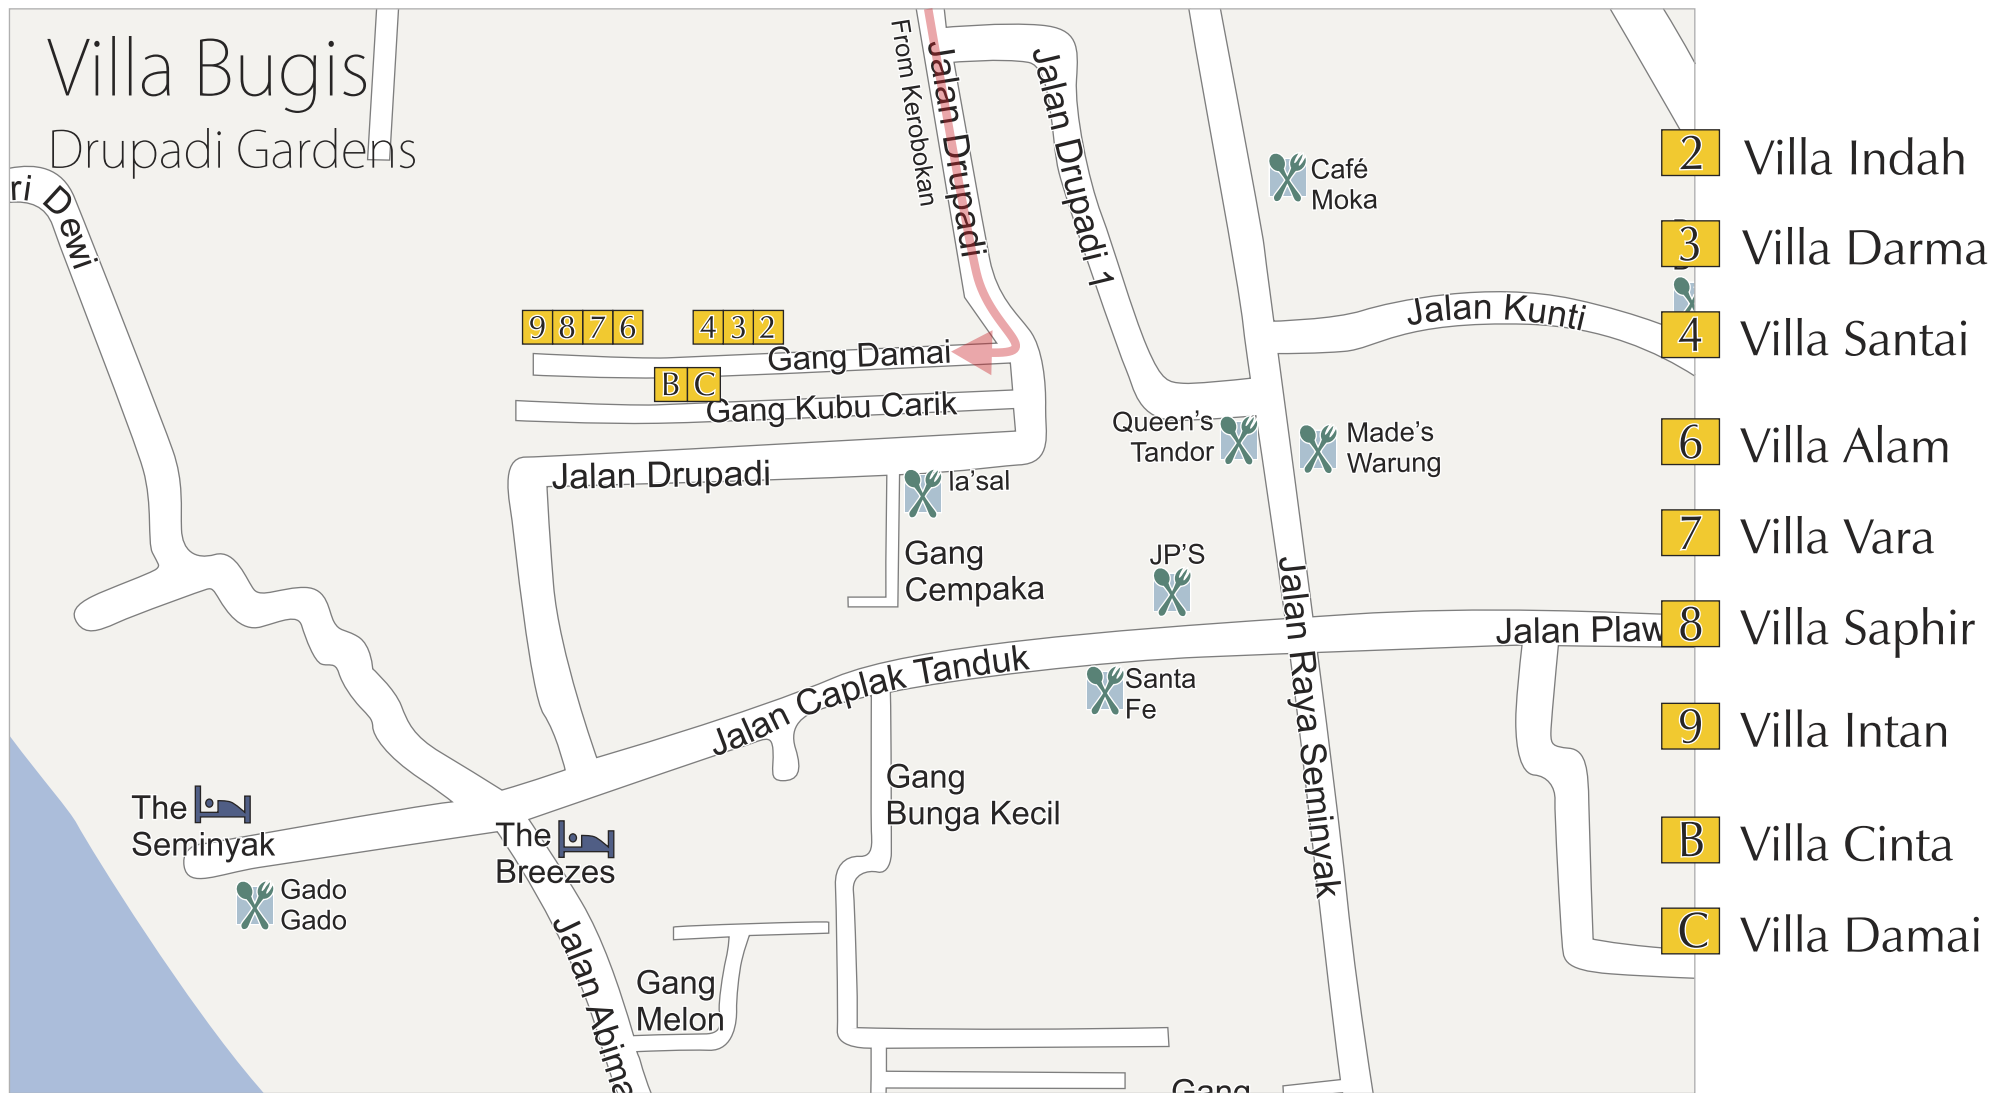 Villa Bugis
Drupadi Gardens
ri Dewi
From Kerobokan
Jalan Drupadi
Jalan Drupadi 1
Café
Moka
Jalan Kunti
9 8 7 6
4 3 2
Gang Damai
B C
Gang Kubu Carik
Jalan Drupadi
la'sal
Queen's
Tandor
Made's
Warung
Gang
Cempaka
JP'S
Jalan Raya Seminyak
Jalan Plaw
Jalan Caplak Tanduk
Santa
Fe
Gang
Bunga Kecil
The
Seminyak
The
Breezes
Gado
Gado
Jalan Abima
Gang
Melon
Gang
2 Villa Indah
3 Villa Darma
4 Villa Santai
6 Villa Alam
7 Villa Vara
8 Villa Saphir
9 Villa Intan
B Villa Cinta
C Villa Damai